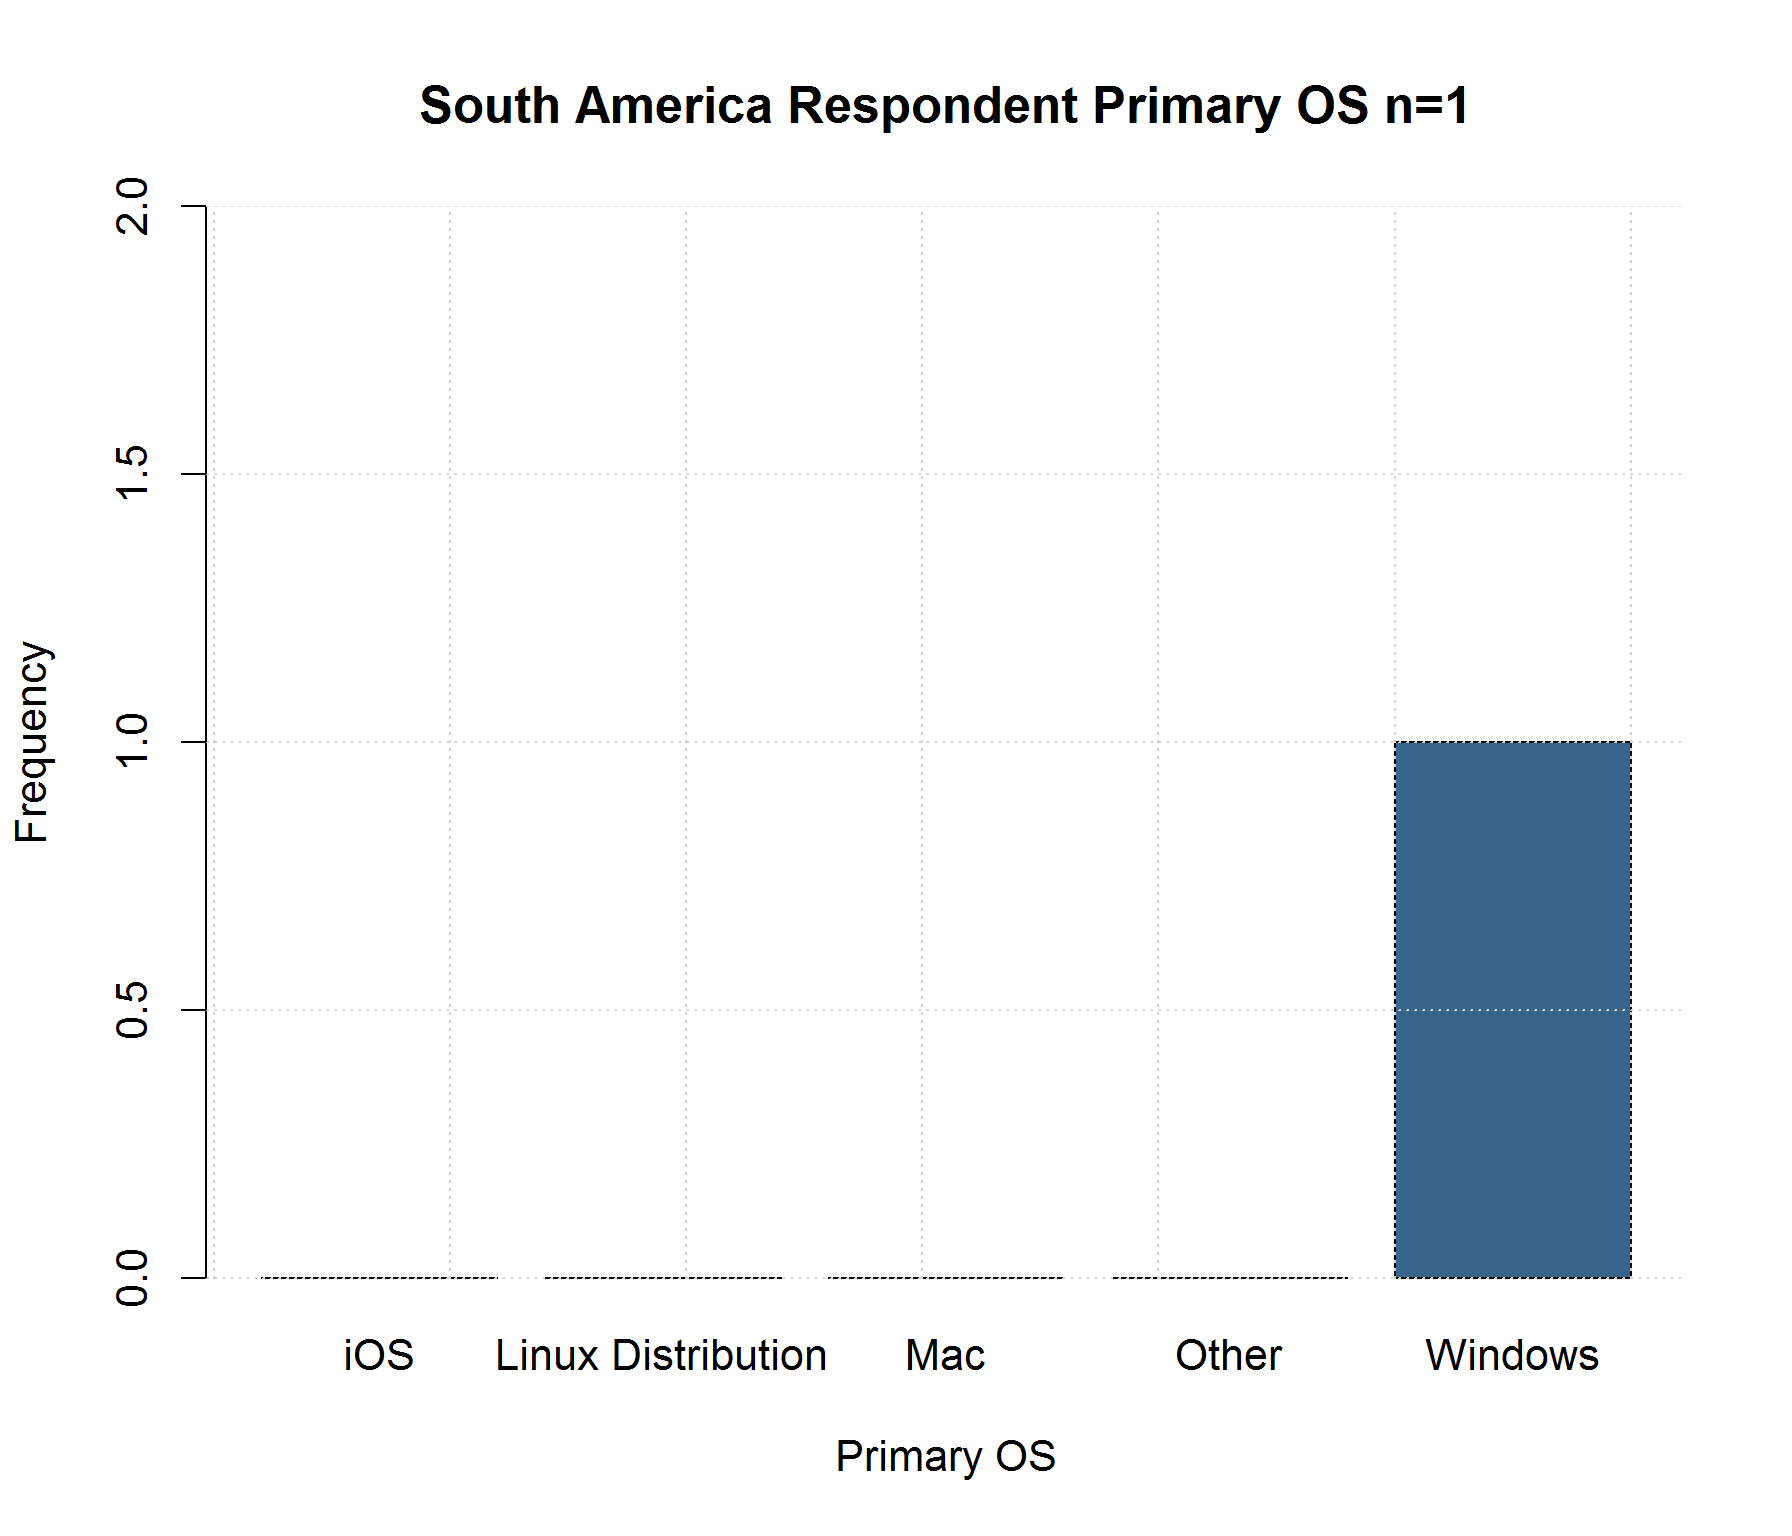 South America Respondent Primary OS n=1
2.0
1.5
1.0
0.5
0.0
Frequency
iOS Linux Distribution Mac Other Windows
Primary OS